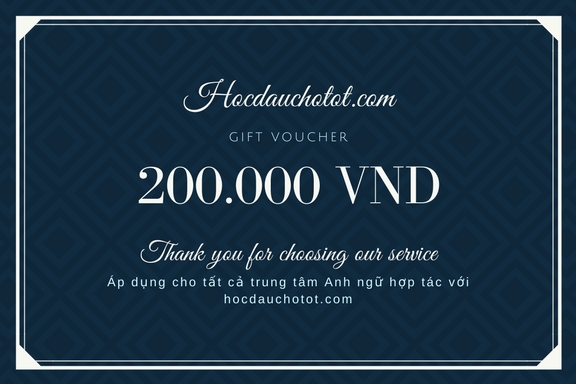 Hocdauchotot.com
GIFT VOUCHER
200.000 VND
Thank you for choosing our service
Áp dụng cho tất cả trung tâm Anh ngữ hợp tác với
hocdauchotot.com